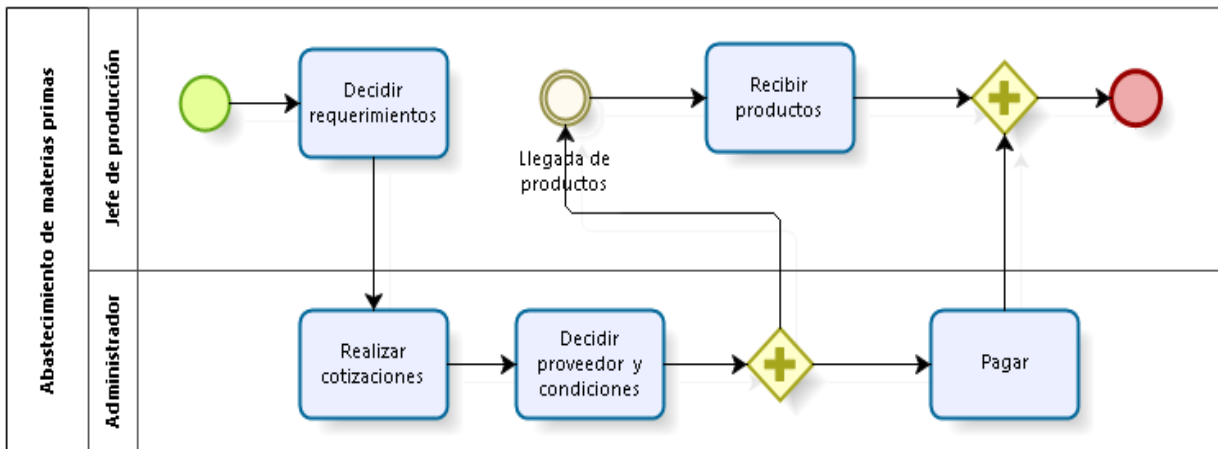 Abastecimiento de materias primas
Jefe de producción
Decidir
requerimientos
Llegada de
productos
Recibir
productos
Administrador
Realizar
cotizaciones
Decidir
proveedor y
condiciones
Pagar